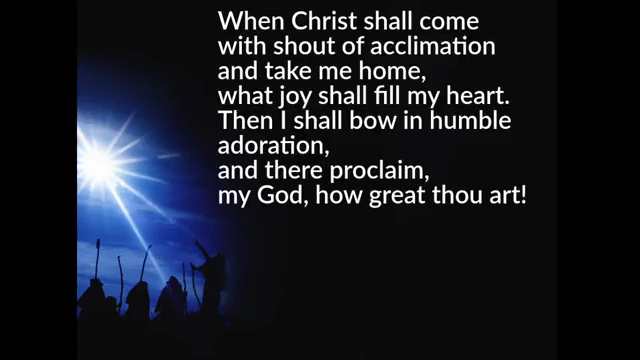 When Christ shall come
with shout of acclimation
and take me home,
what joy shall fill my heart.
Then I shall bow in humble
adoration,
and there proclaim,
my God, how great thou art!